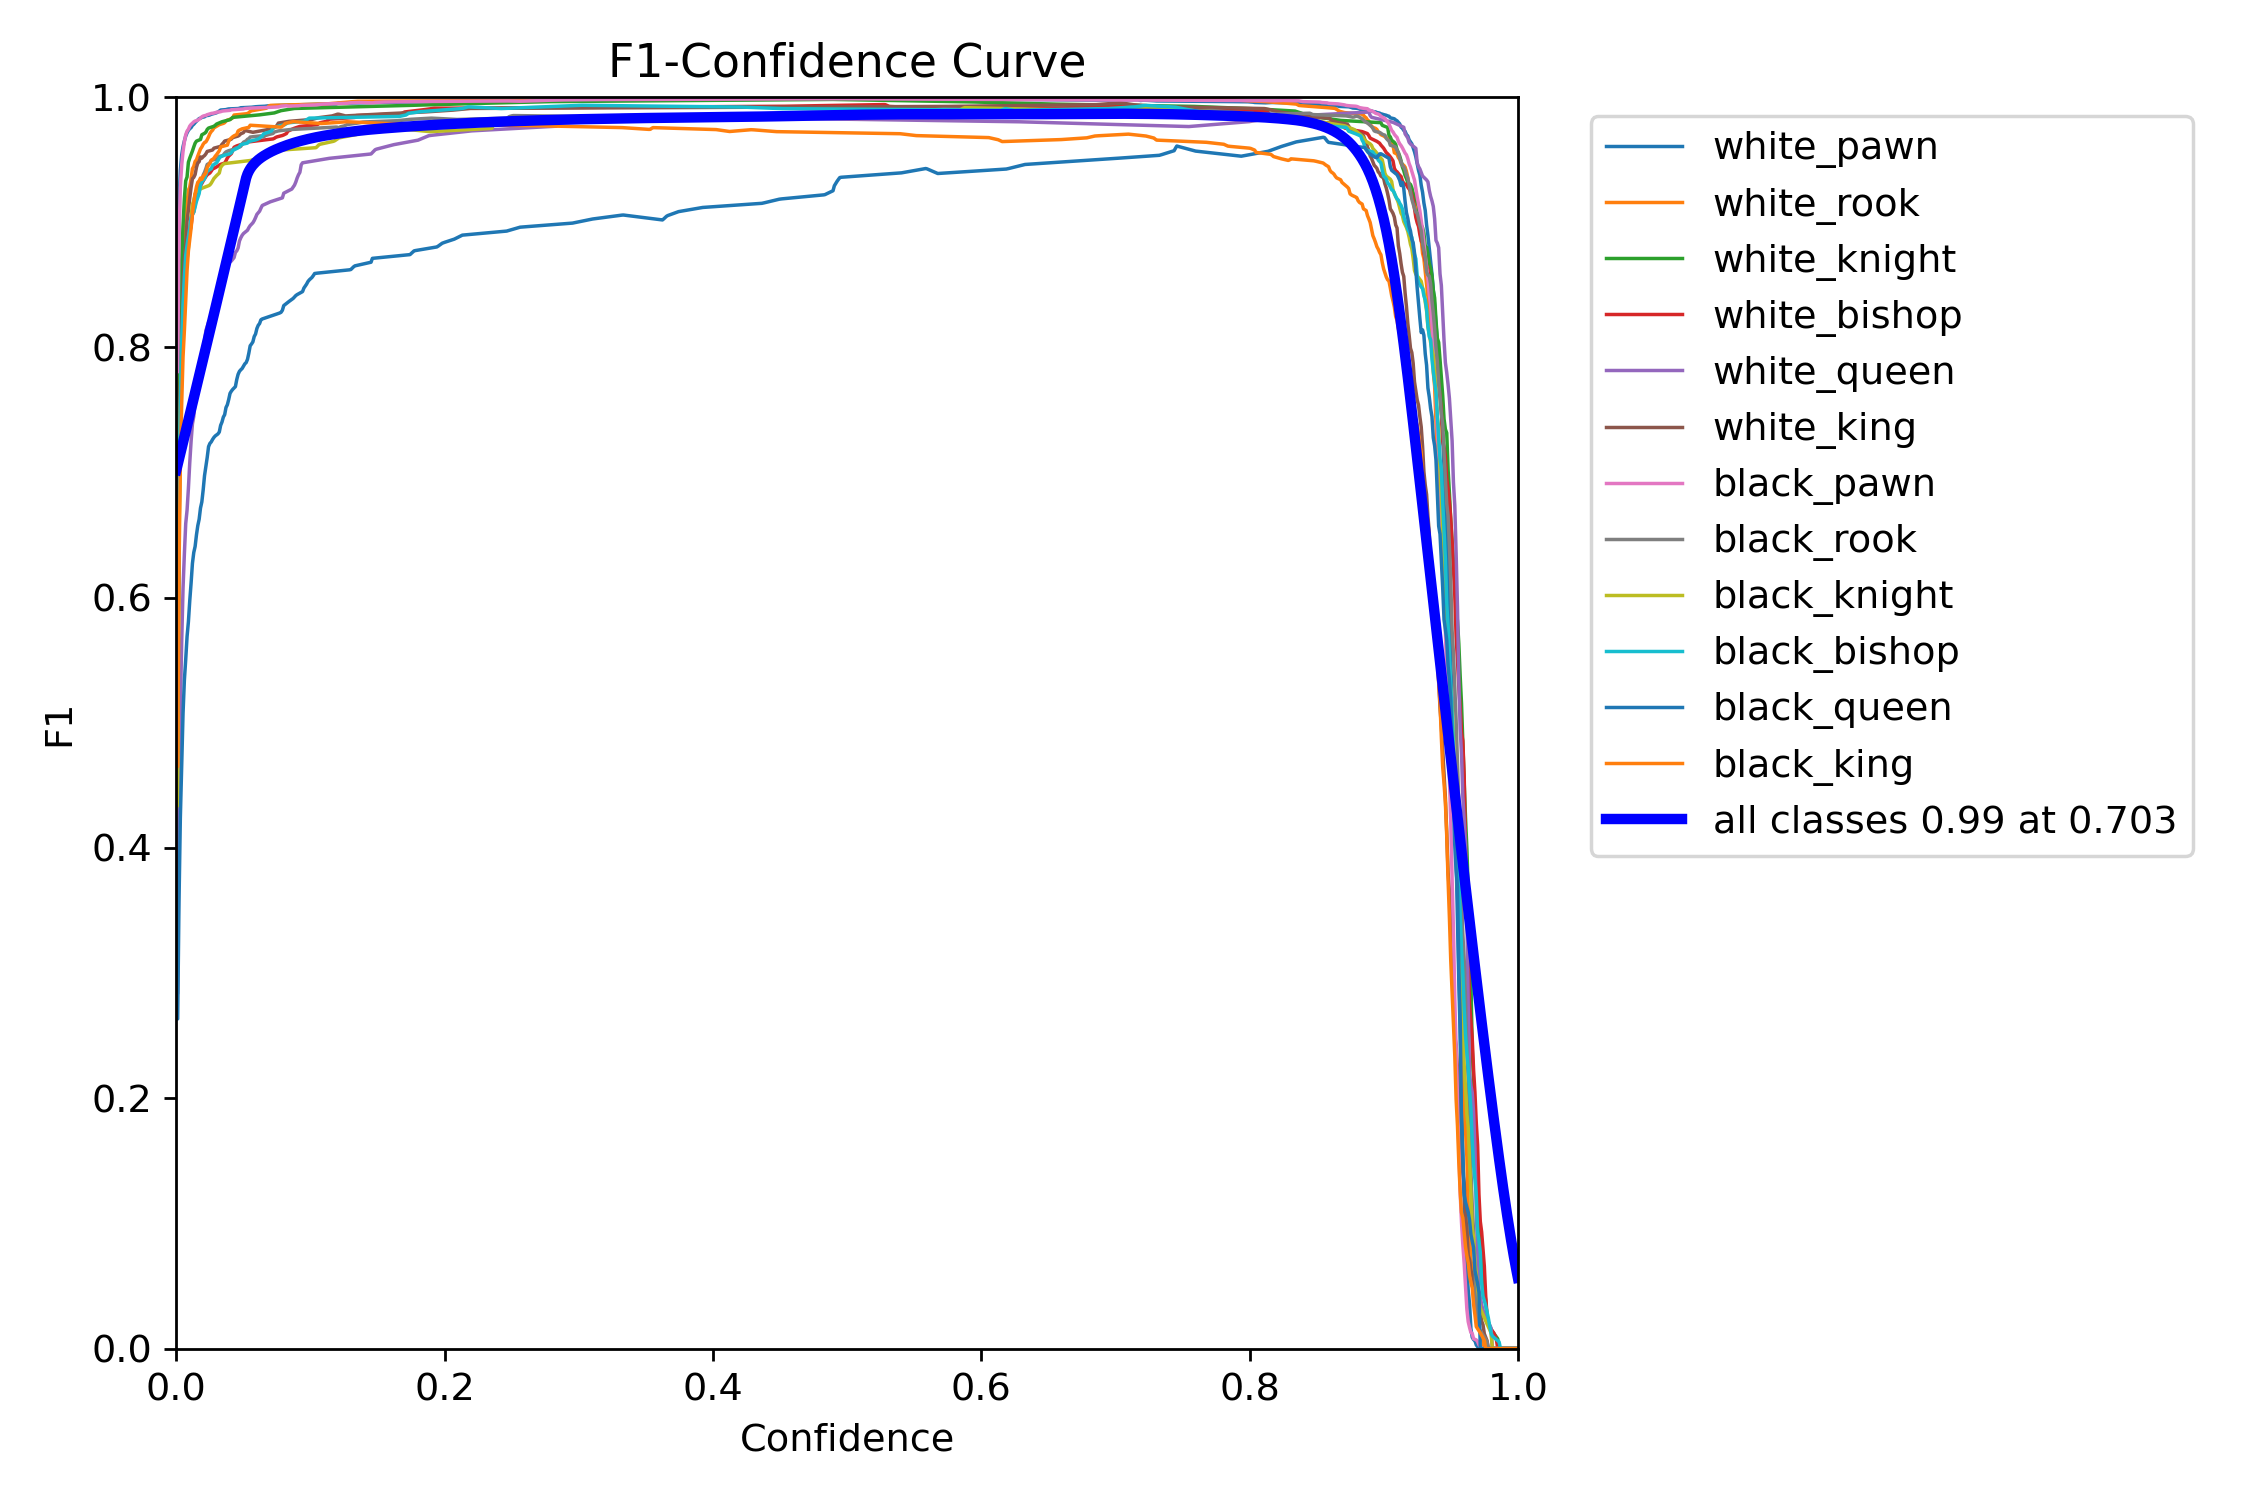 F1-Confidence Curve
1.0
0.8
0.6
0.4
0.2
0.0
F1
0.0 0.2 0.4 0.6 0.8 1.0
Confidence
white_pawn
white_rook
white_knight
white_bishop
white_queen
white_king
black_pawn
black_rook
black_knight
black_bishop
black_queen
black_king
all classes 0.99 at 0.703